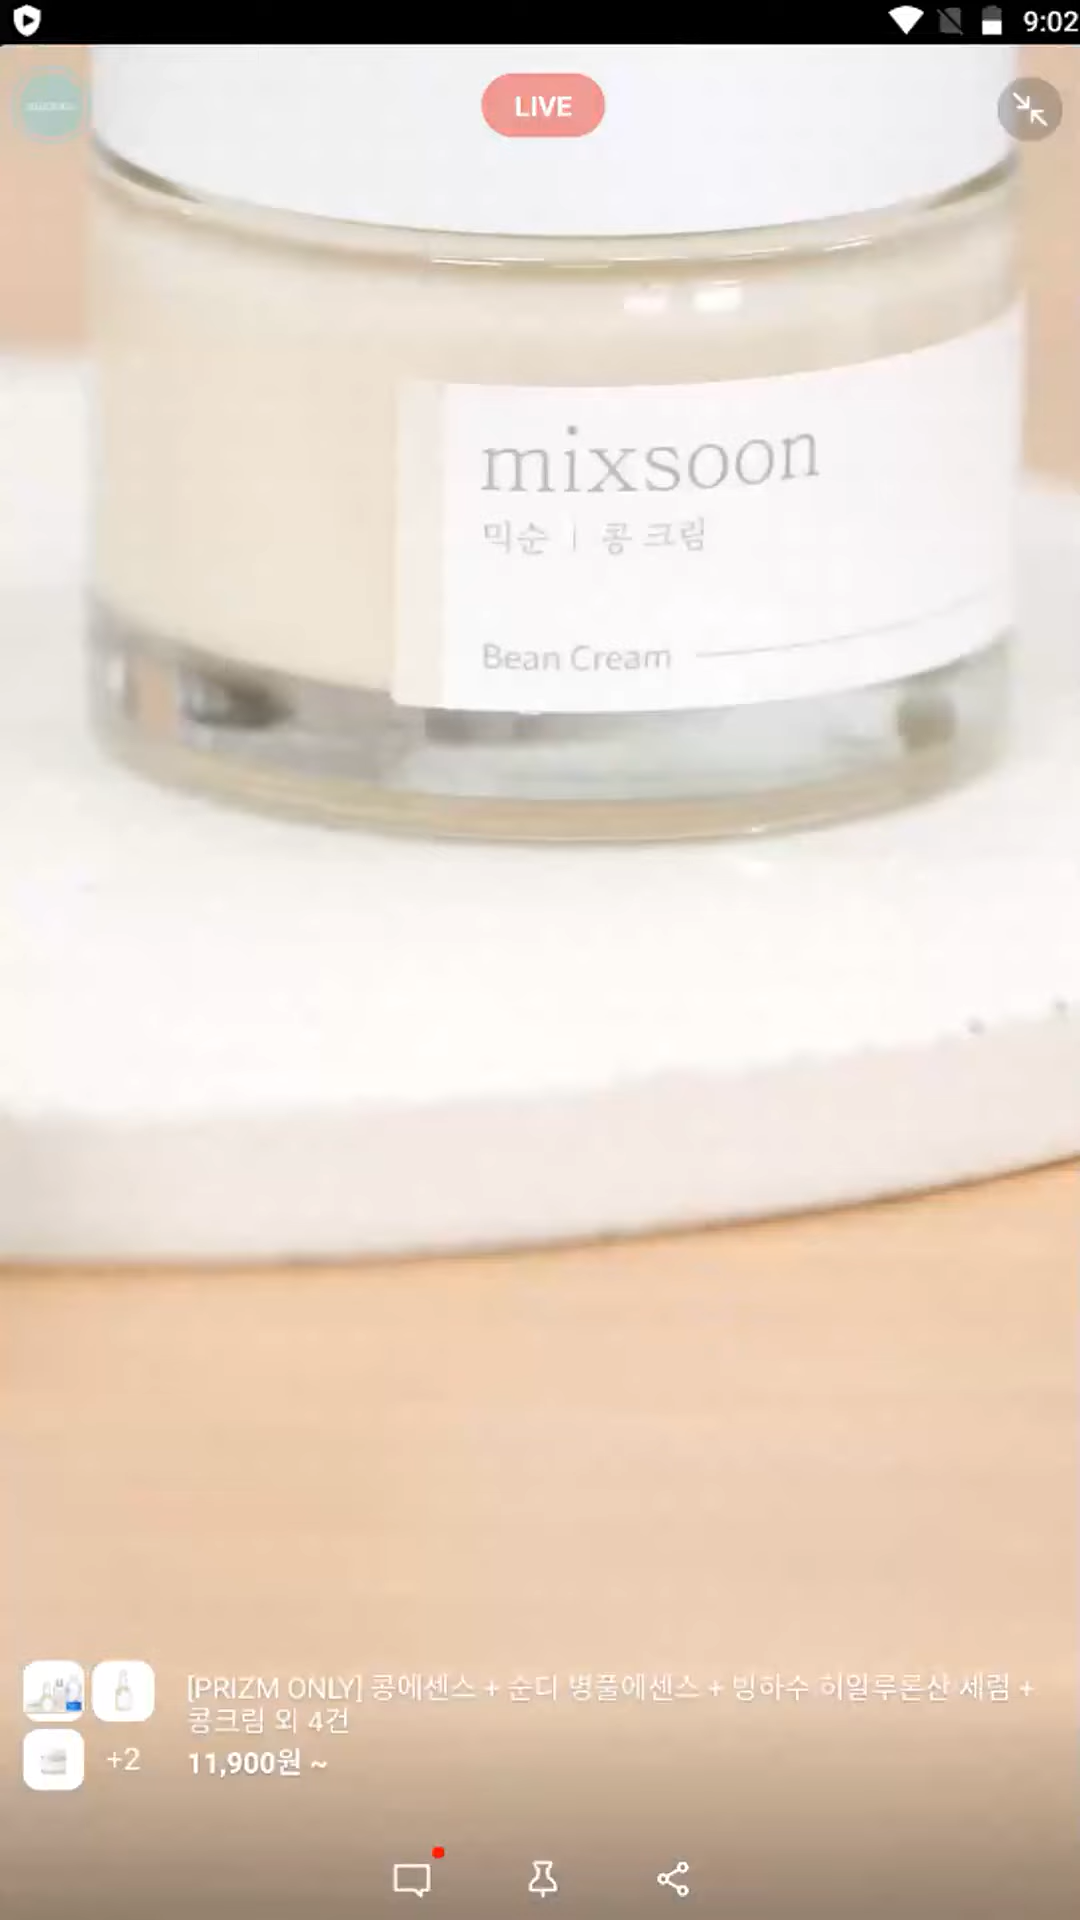 9:02
LIVE
mixsoon
믹순 | 콩 크림
Bean Cream
[PRIZM ONLY] 콩에센스 + 순디 병풀에센스 + 빙하수 히알루론산 세럼 +
콩크림 외 4건
+2
11,900원 ~